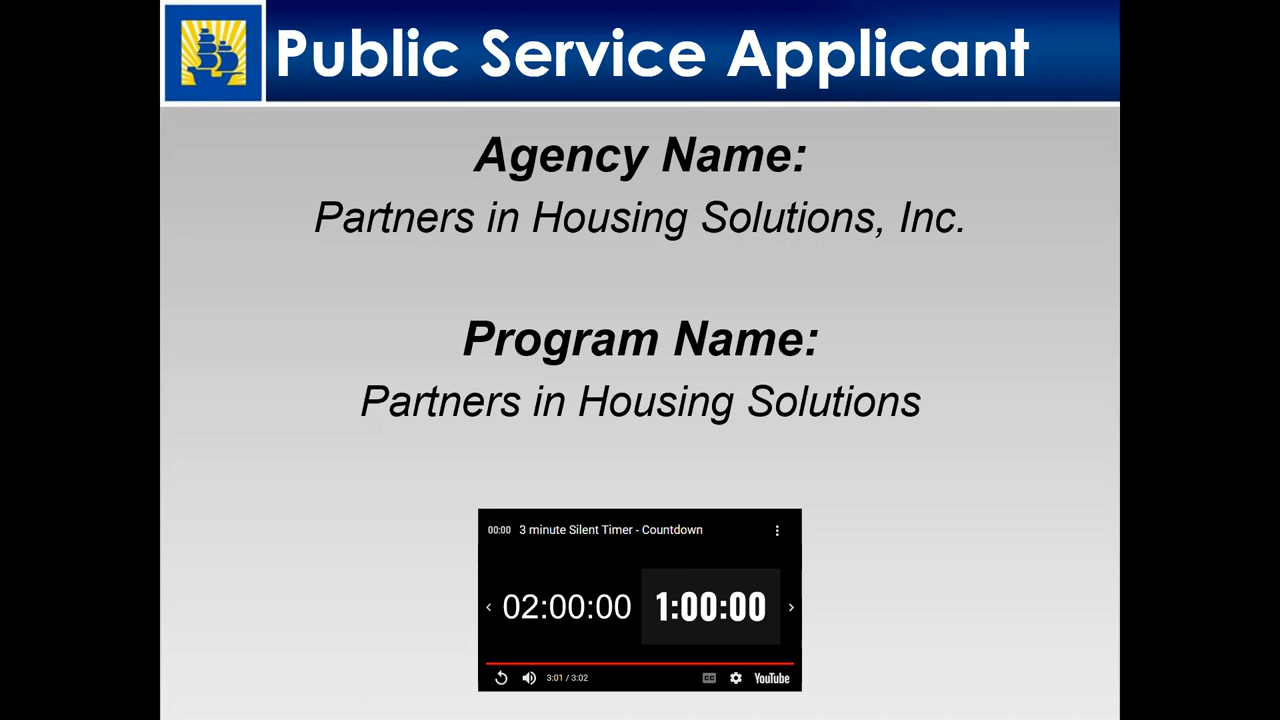 Public Service Applicant
Agency Name:
Partners in Housing Solutions, Inc.
Program Name:
Partners in Housing Solutions
00:00 3 minute Silent Timer - Countdown
02:00:00 1:00:00
3:01 / 3:02 CC YouTube